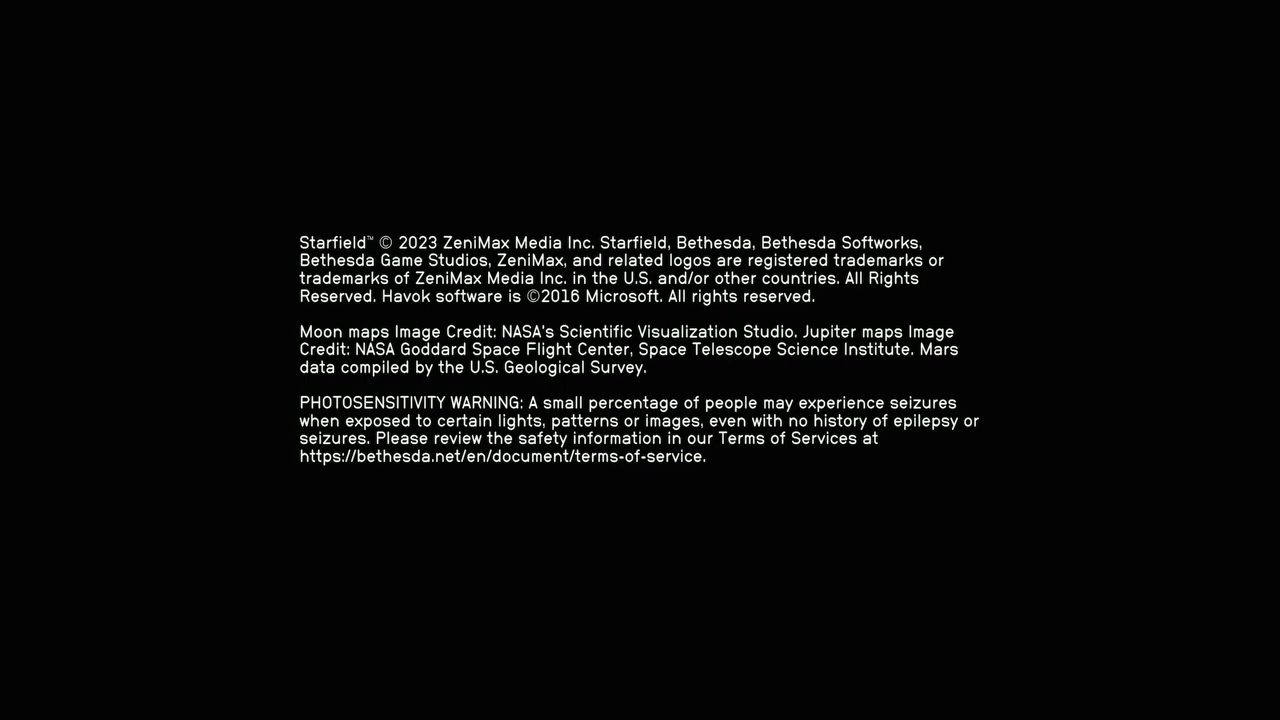 Starfield™ © 2023 ZeniMax Media Inc. Starfield, Bethesda, Bethesda Softworks,
Bethesda Game Studios, ZeniMax, and related logos are registered trademarks or
trademarks of ZeniMax Media Inc. in the U.S. and/or other countries. All Rights
Reserved. Havok software is ©2016 Microsoft. All rights reserved.
Moon maps Image Credit: NASA's Scientific Visualization Studio. Jupiter maps Image
Credit: NASA Goddard Space Flight Center, Space Telescope Science Institute. Mars
data compiled by the U.S. Geological Survey.
PHOTOSENSITIVITY WARNING: A small percentage of people may experience seizures
when exposed to certain lights, patterns or images, even with no history of epilepsy or
seizures. Please review the safety information in our Terms of Services at
https://bethesda.net/en/document/terms-of-service.